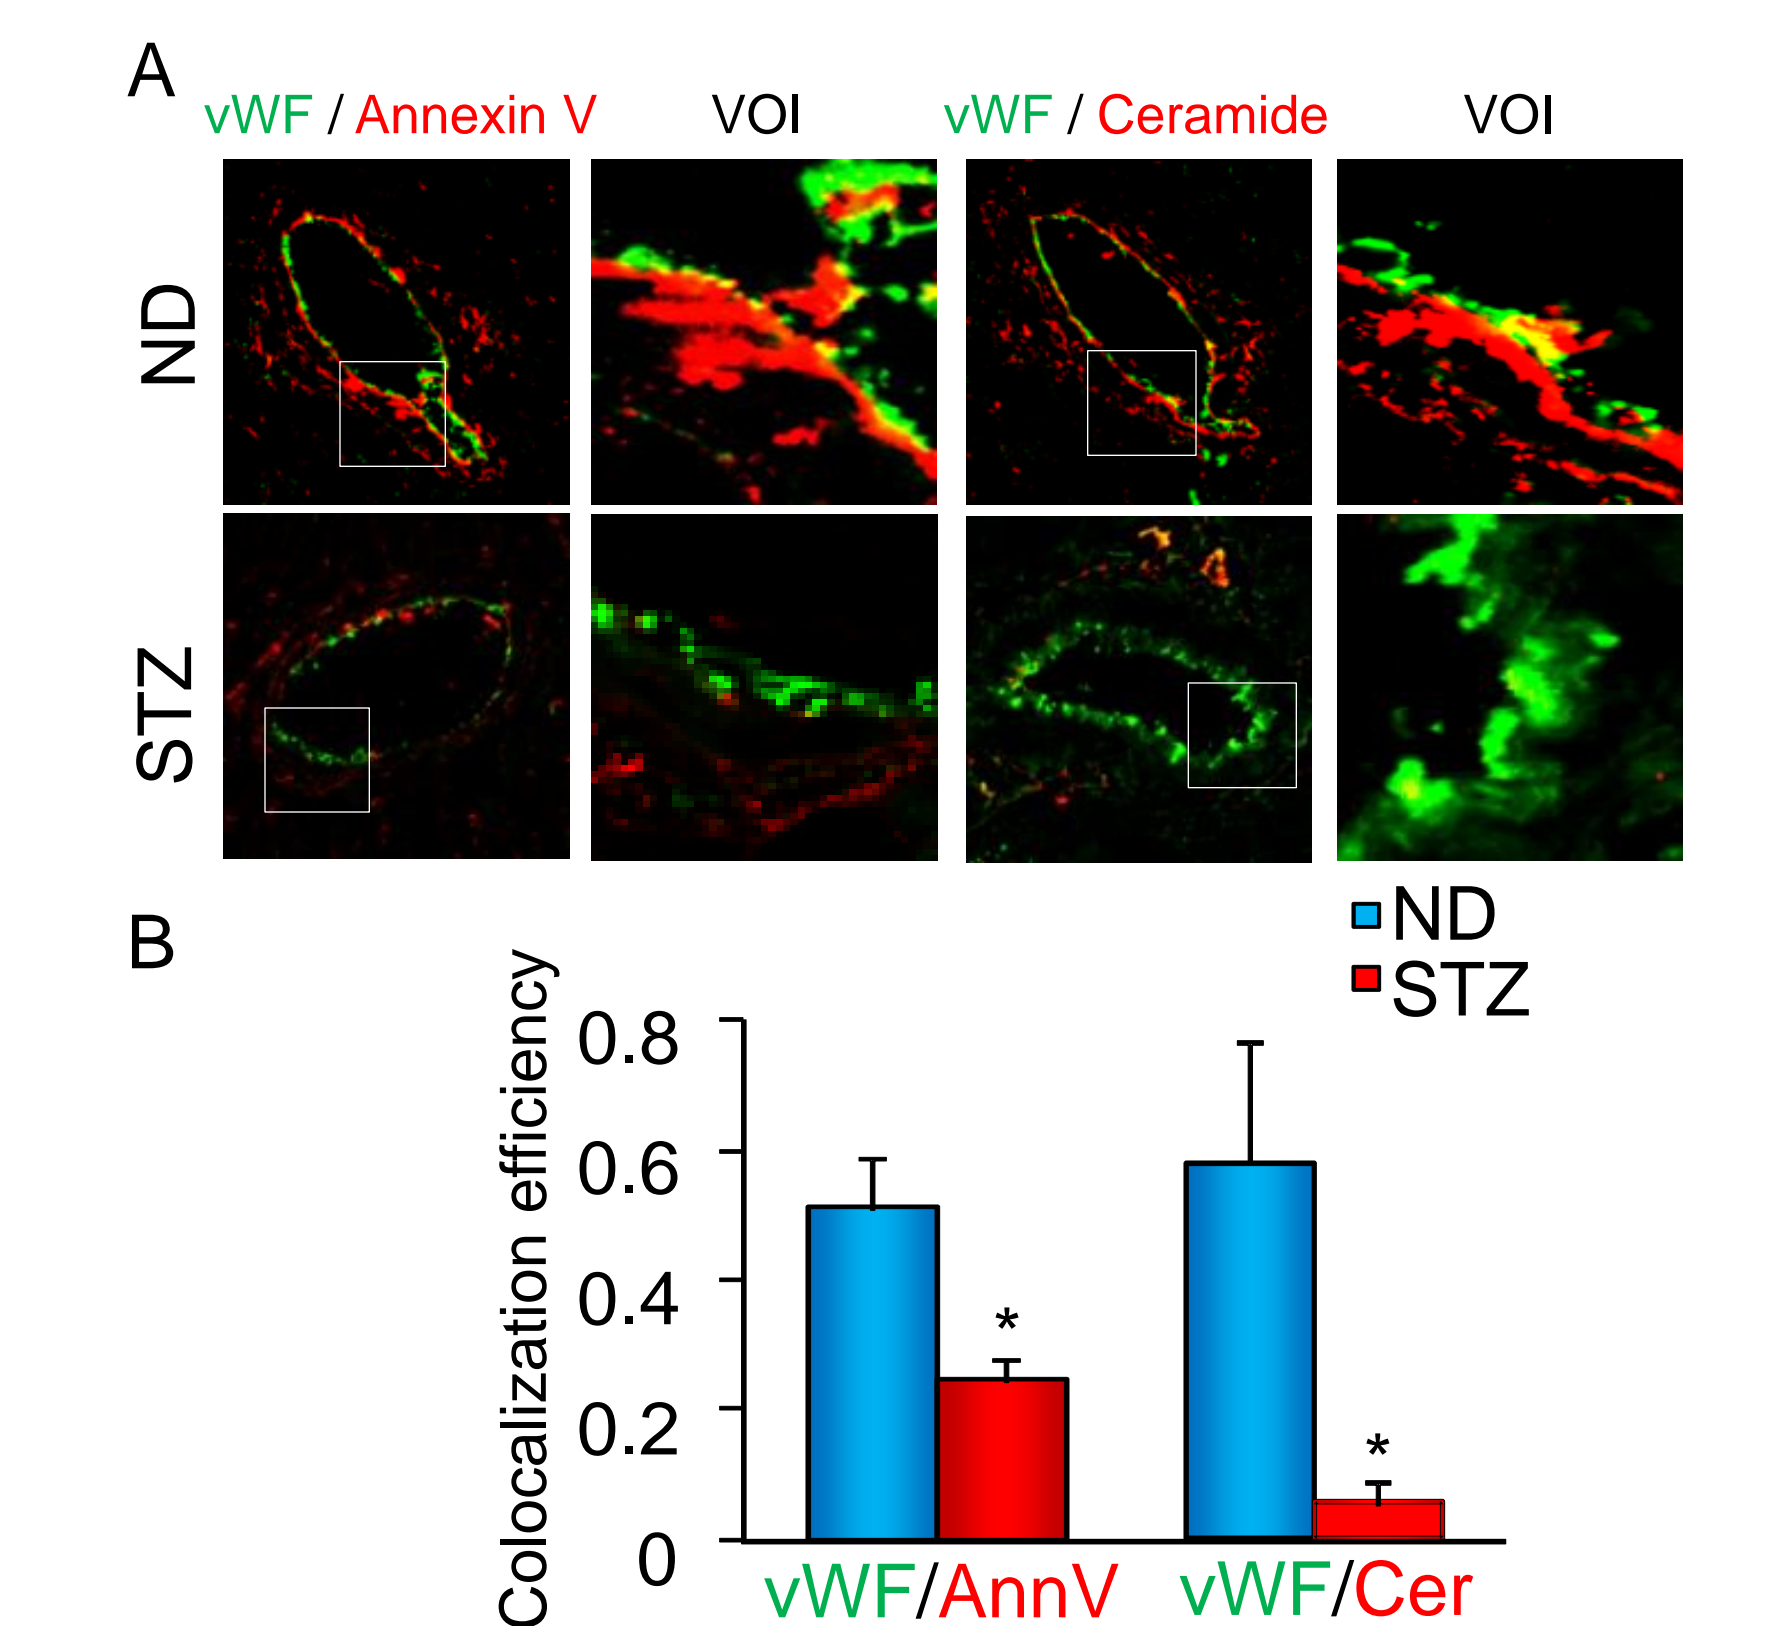 A
vWF / Annexin V
VOI
vWF / Ceramide
VOI
ND
STZ
B
ND
STZ
Colocalization efficiency
0.8
0.6
0.4
0.2
0
*
*
vWF/AnnV
vWF/Cer